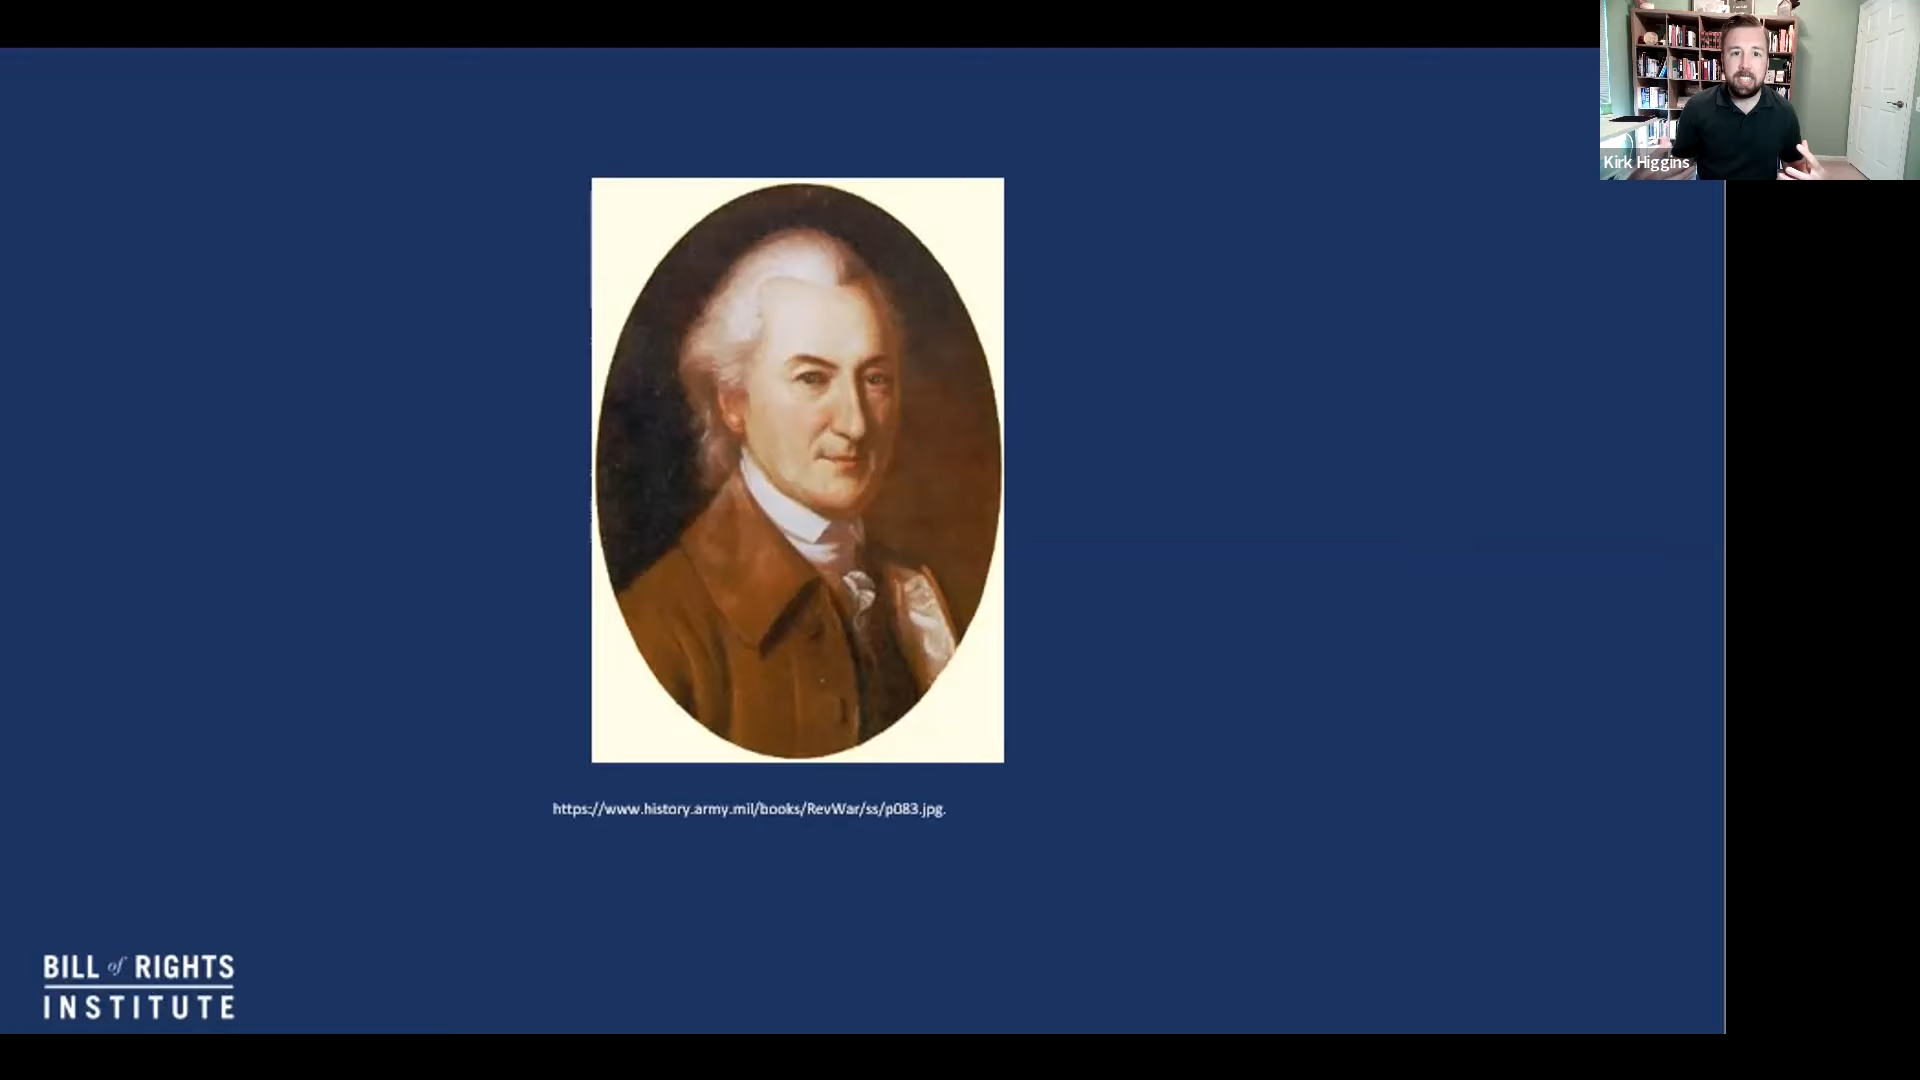 Kirk Higgins
https://www.history.army.mil/books/RevWar/ss/p083.jpg.
BILL of RIGHTS
INSTITUTE